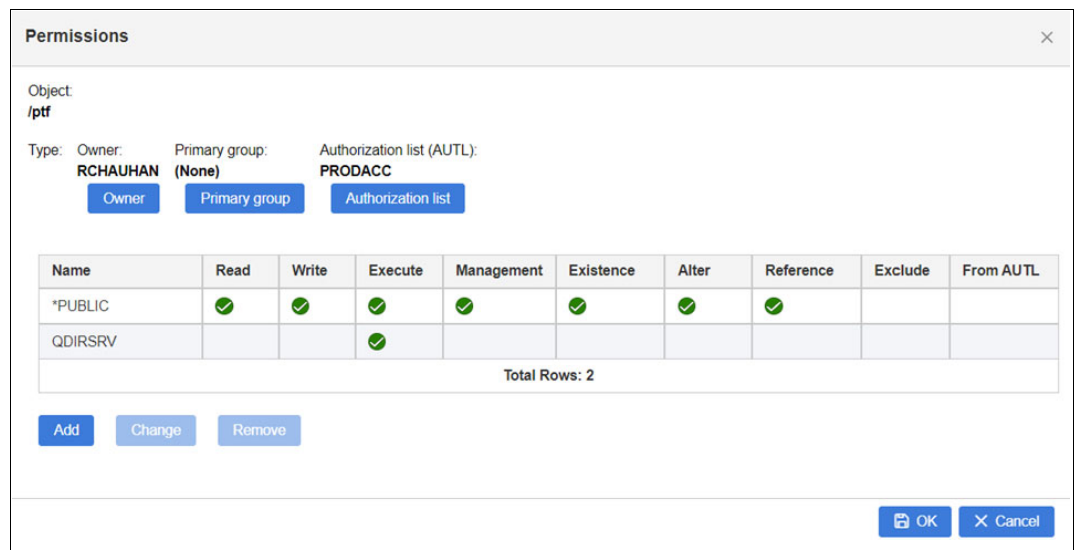 Permissions
Object:
/ptf
Type: Owner: Primary group: Authorization list (AUTL):
RCHAUHAN (None) PRODACC
Owner Primary group Authorization list
Name Read Write Execute Management Existence Alter Reference Exclude From AUTL
*PUBLIC
QDIRSRV
Total Rows: 2
Add Change Remove
OK Cancel